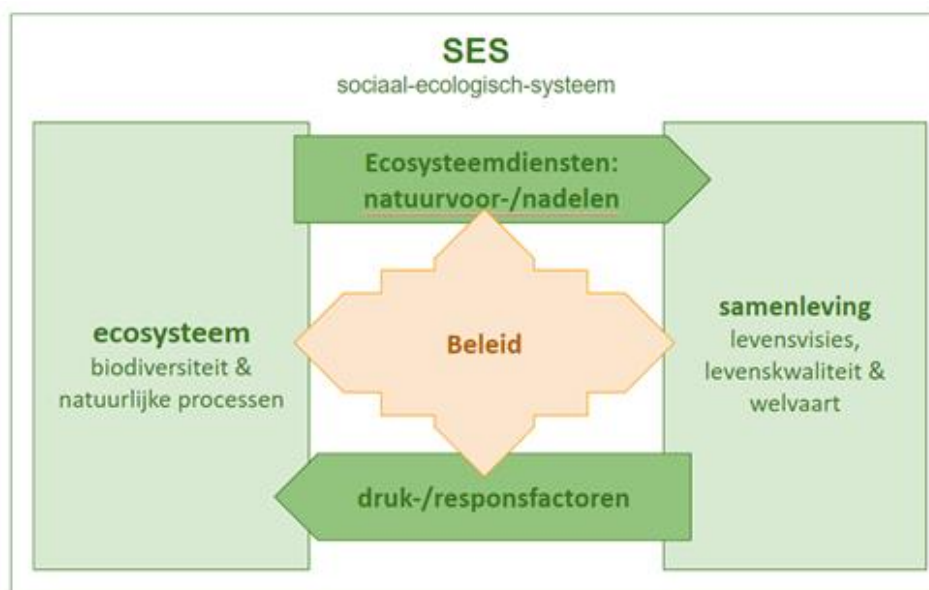 SES
sociaal-ecologisch-systeem
Ecosysteemdiensten:
natuurvoor-/nadelen
ecosysteem
biodiversiteit &
natuurlijke processen
Beleid
samenleving
levensvisies,
levenskwaliteit &
welvaart
druk-/responsfactoren